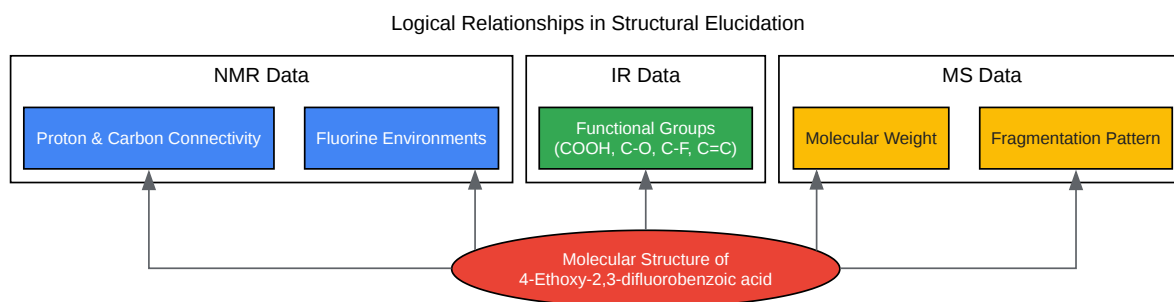 Logical Relationships in Structural Elucidation
NMR Data
Proton & Carbon Connectivity
Fluorine Environments
IR Data
Functional Groups
(COOH, C-O, C-F, C=C)
MS Data
Molecular Weight
Fragmentation Pattern
Molecular Structure of
4-Ethoxy-2,3-difluorobenzoic acid